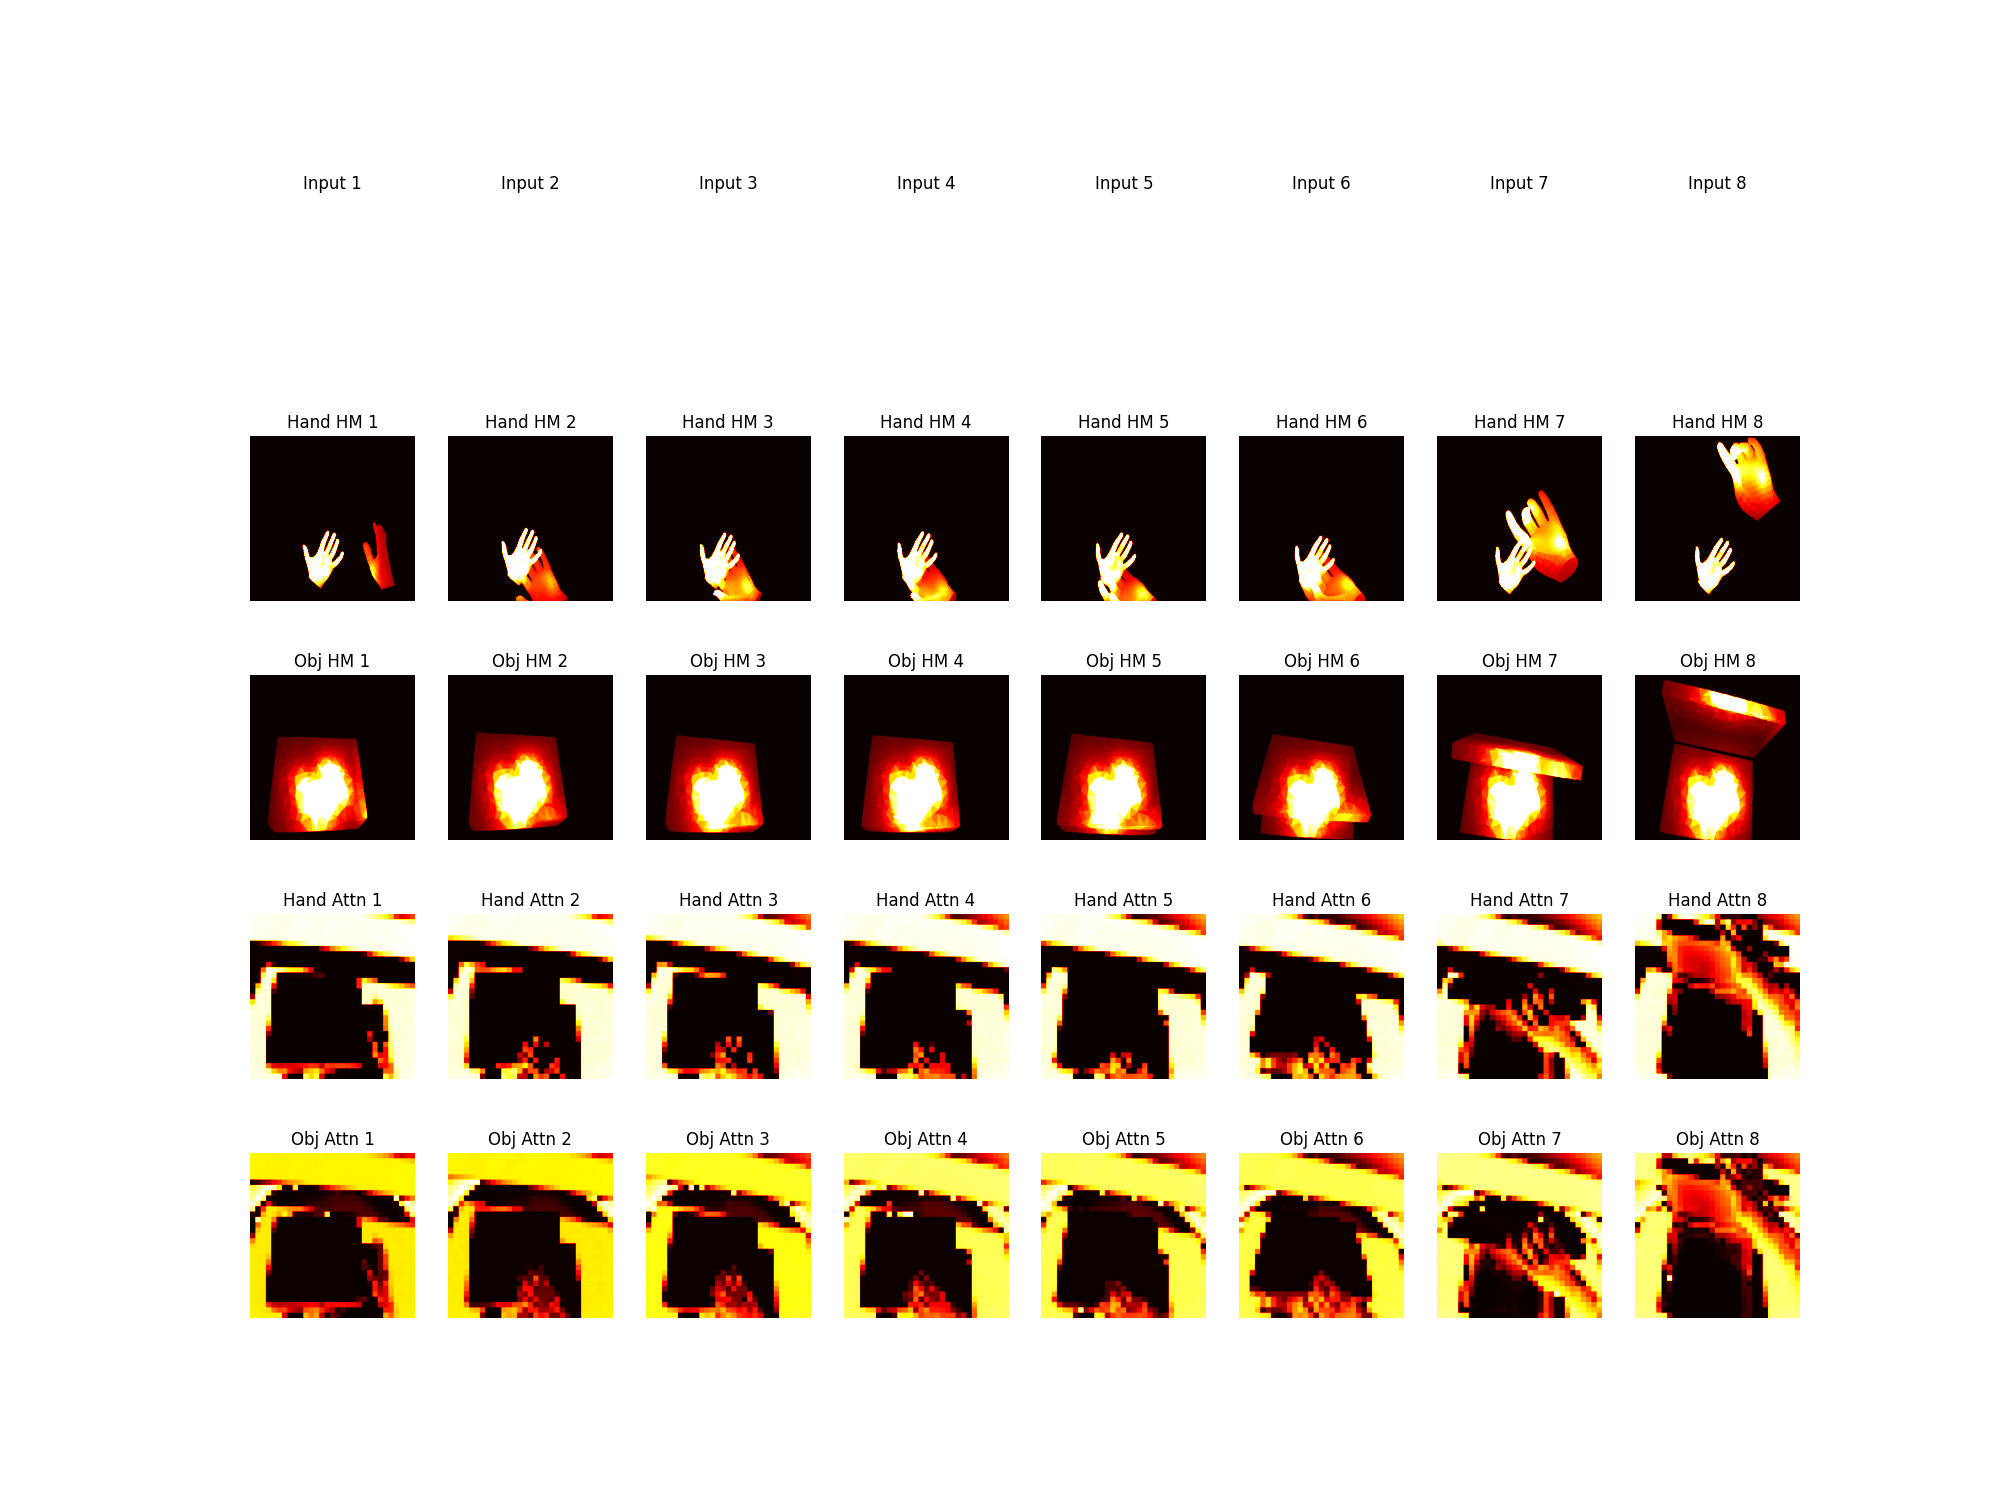 Input 1 Input 2 Input 3 Input 4 Input 5 Input 6 Input 7 Input 8
Hand HM 1 Hand HM 2 Hand HM 3 Hand HM 4 Hand HM 5 Hand HM 6 Hand HM 7 Hand HM 8
Obj HM 1 Obj HM 2 Obj HM 3 Obj HM 4 Obj HM 5 Obj HM 6 Obj HM 7 Obj HM 8
Hand Attn 1 Hand Attn 2 Hand Attn 3 Hand Attn 4 Hand Attn 5 Hand Attn 6 Hand Attn 7 Hand Attn 8
Obj Attn 1 Obj Attn 2 Obj Attn 3 Obj Attn 4 Obj Attn 5 Obj Attn 6 Obj Attn 7 Obj Attn 8